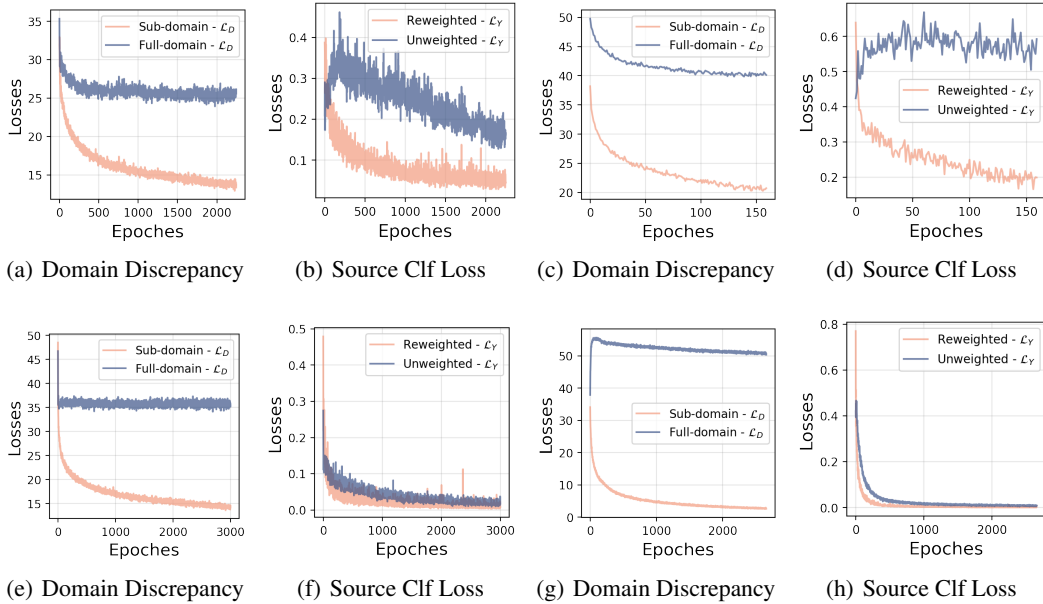 35
30
25
20
15
Losses
0
500
1000
1500
2000
Epoches
Sub-domain - ℒ_D
Full-domain - ℒ_D
(a) Domain Discrepancy
0.4
0.3
0.2
0.1
Losses
0
500
1000
1500
2000
Epoches
Reweighted - ℒ_Y
Unweighted - ℒ_Y
(b) Source Clf Loss
50
45
40
35
30
25
20
Losses
0
50
100
150
Epoches
Sub-domain - ℒ_D
Full-domain - ℒ_D
(c) Domain Discrepancy
0.6
0.5
0.4
0.3
0.2
Losses
0
50
100
150
Epoches
Reweighted - ℒ_Y
Unweighted - ℒ_Y
(d) Source Clf Loss
50
45
40
35
30
25
20
15
Losses
0
1000
2000
3000
Epoches
Sub-domain - ℒ_D
Full-domain - ℒ_D
(e) Domain Discrepancy
0.5
0.4
0.3
0.2
0.1
0.0
Losses
0
1000
2000
3000
Epoches
Reweighted - ℒ_Y
Unweighted - ℒ_Y
(f) Source Clf Loss
50
40
30
20
10
0
Losses
0
1000
2000
Epoches
Sub-domain - ℒ_D
Full-domain - ℒ_D
(g) Domain Discrepancy
0.8
0.6
0.4
0.2
0.0
Losses
0
1000
2000
Epoches
Reweighted - ℒ_Y
Unweighted - ℒ_Y
(h) Source Clf Loss